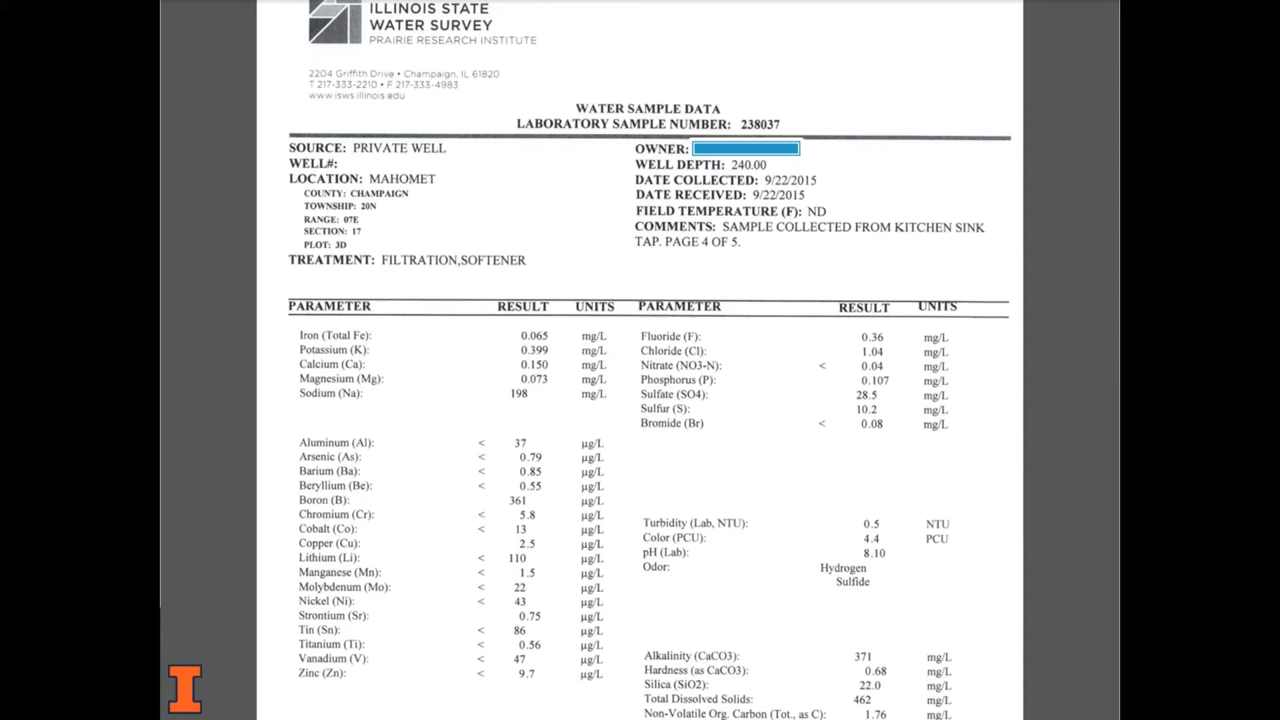 ILLINOIS STATE
WATER SURVEY
PRAIRIE RESEARCH INSTITUTE
2204 Griffith Drive • Champaign, IL 61820
T 217-333-2210 • F 217-333-4983
www.isws.illinois.edu
WATER SAMPLE DATA
LABORATORY SAMPLE NUMBER: 238037
SOURCE: PRIVATE WELL
WELL#:
LOCATION: MAHOMET
COUNTY: CHAMPAIGN
TOWNSHIP: 20N
RANGE: 07E
SECTION: 17
PLOT: 3D
TREATMENT: FILTRATION,SOFTENER
OWNER:
WELL DEPTH: 240.00
DATE COLLECTED: 9/22/2015
DATE RECEIVED: 9/22/2015
FIELD TEMPERATURE (F): ND
COMMENTS: SAMPLE COLLECTED FROM KITCHEN SINK
TAP. PAGE 4 OF 5.
PARAMETER RESULT UNITS
Iron (Total Fe): 0.065 mg/L
Potassium (K): 0.399 mg/L
Calcium (Ca): 0.150 mg/L
Magnesium (Mg): 0.073 mg/L
Sodium (Na): 198 mg/L
Aluminum (Al): < 37 µg/L
Arsenic (As): < 0.79 µg/L
Barium (Ba): < 0.85 µg/L
Beryllium (Be): < 0.55 µg/L
Boron (B): 361 µg/L
Chromium (Cr): < 5.8 µg/L
Cobalt (Co): < 13 µg/L
Copper (Cu): 2.5 µg/L
Lithium (Li): < 110 µg/L
Manganese (Mn): < 1.5 µg/L
Molybdenum (Mo): < 22 µg/L
Nickel (Ni): < 43 µg/L
Strontium (Sr): 0.75 µg/L
Tin (Sn): < 86 µg/L
Titanium (Ti): < 0.56 µg/L
Vanadium (V): < 47 µg/L
Zinc (Zn): < 9.7 µg/L
PARAMETER RESULT UNITS
Fluoride (F): 0.36 mg/L
Chloride (Cl): 1.04 mg/L
Nitrate (NO3-N): < 0.04 mg/L
Phosphorus (P): 0.107 mg/L
Sulfate (SO4): 28.5 mg/L
Sulfur (S): 10.2 mg/L
Bromide (Br) < 0.08 mg/L
Turbidity (Lab, NTU): 0.5 NTU
Color (PCU): 4.4 PCU
pH (Lab): 8.10
Odor: Hydrogen
Sulfide
Alkalinity (CaCO3): 371 mg/L
Hardness (as CaCO3): 0.68 mg/L
Silica (SiO2): 22.0 mg/L
Total Dissolved Solids: 462 mg/L
Non-Volatile Org. Carbon (Tot., as C): 1.76 mg/L
I